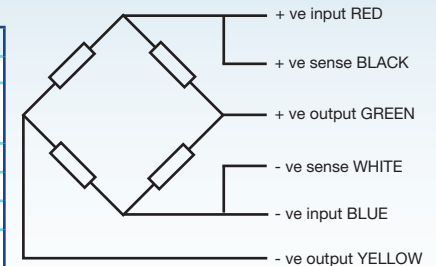 + ve input RED
+ ve sense BLACK
+ ve output GREEN
- ve sense WHITE
- ve input BLUE
- ve output YELLOW